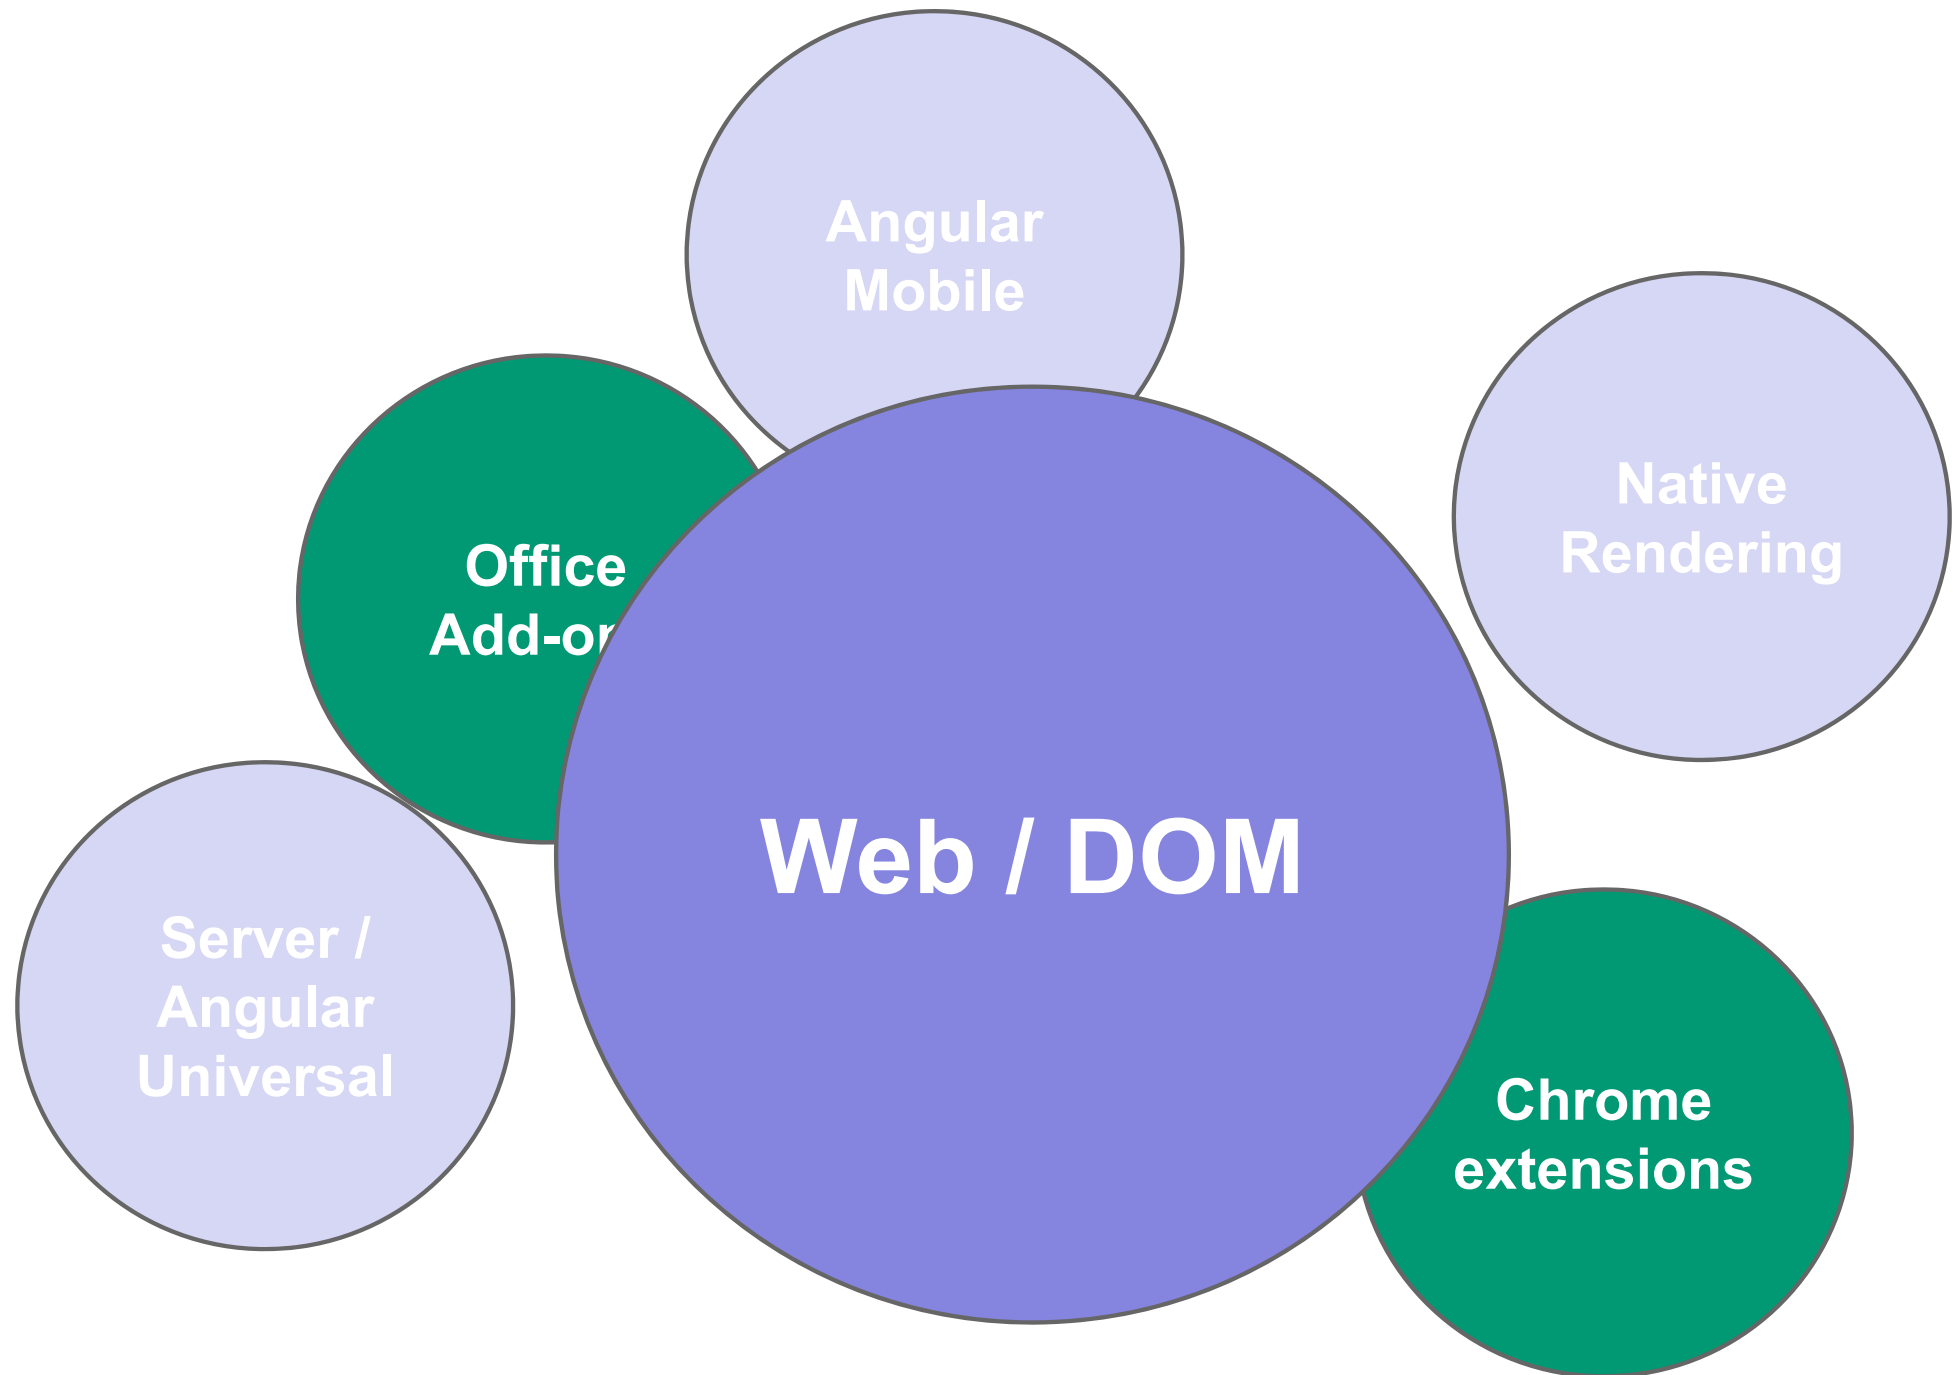 Angular
Mobile
Native
Rendering
Office
Web / DOM
Server /
Angular
Universal
Chrome
extensions